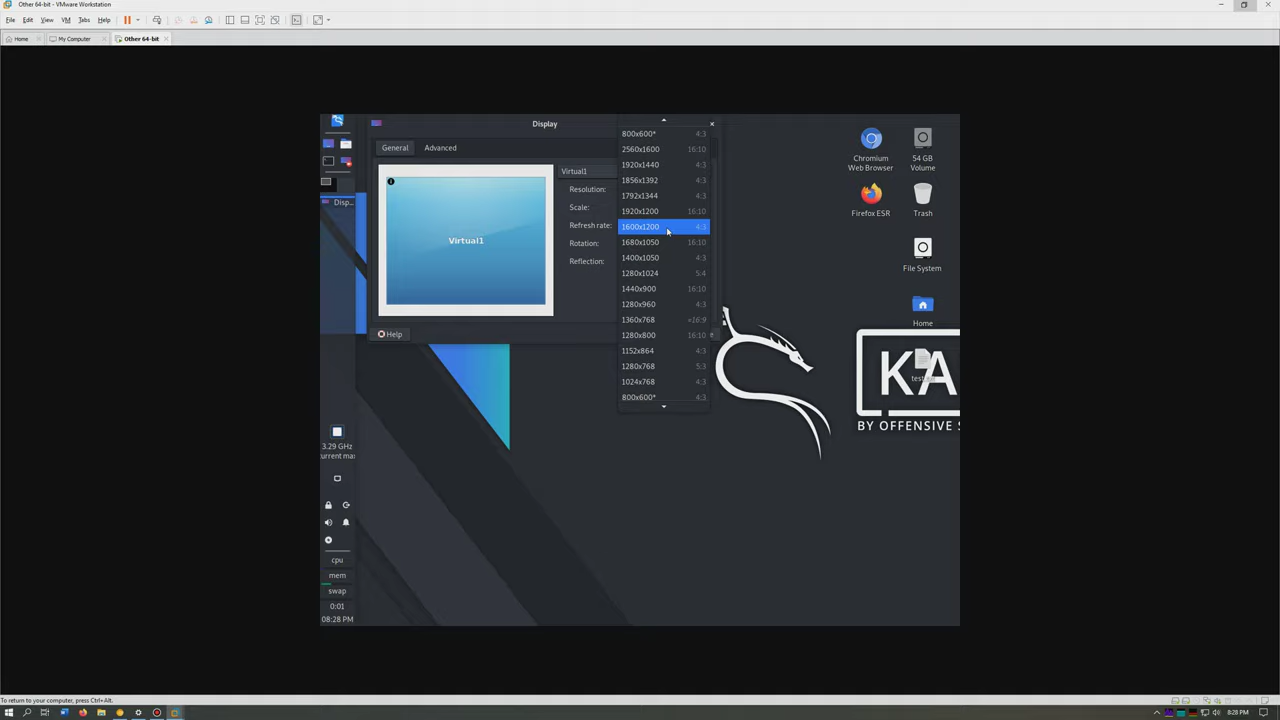 Other 64-bit - VMware Workstation
File Edit View VM Tabs Help
Home My Computer Other 64-bit
Display
General Advanced
Virtual1
Virtual1
Resolution:
Scale:
Refresh rate:
Rotation:
Reflection:
Help
800x600* 4:3
2560x1600 16:10
1920x1440 4:3
1856x1392 4:3
1792x1344 4:3
1920x1200 16:10
1600x1200 4:3
1680x1050 16:10
1400x1050 4:3
1280x1024 5:4
1440x900 16:10
1280x960 4:3
1360x768 ≈16:9
1280x800 16:10
1152x864 4:3
1280x768 5:3
1024x768 4:3
800x600* 4:3
Disp...
Chromium
Web Browser
54 GB
Volume
Firefox ESR
Trash
File System
Home
KA
BY OFFENSIVE S
3.29 GHz
urrent max
cpu
mem
swap
0:01
08:28 PM
To return to your computer, press Ctrl+Alt.
8:28 PM